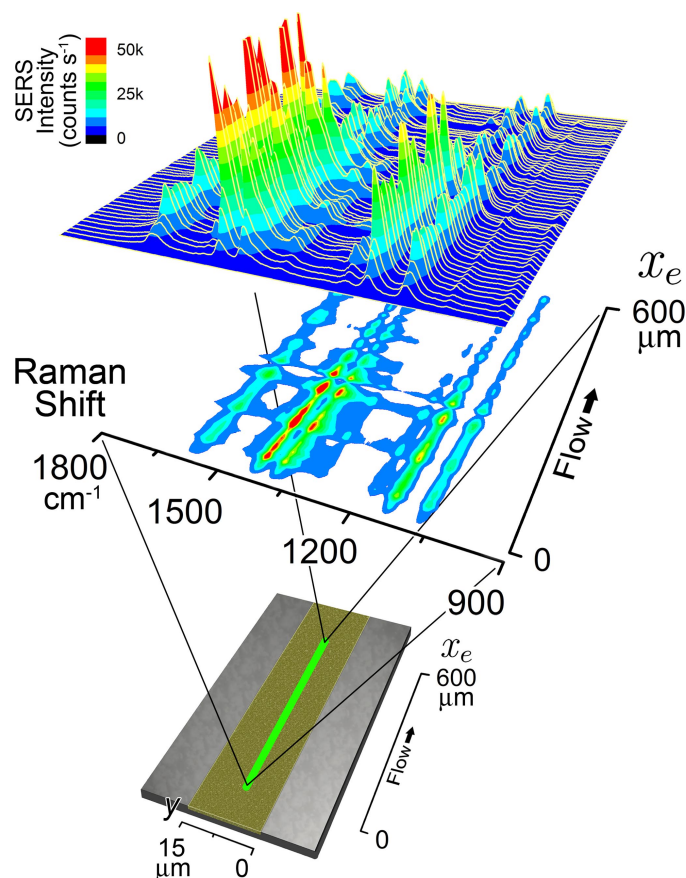 SERS
Intensity
(counts s⁻¹)
50k
25k
0
xₑ
600
μm
Raman
Shift
Flow
1800
cm⁻¹
1500
1200
900
0
xₑ
600
μm
Flow
y
15
μm
0
0